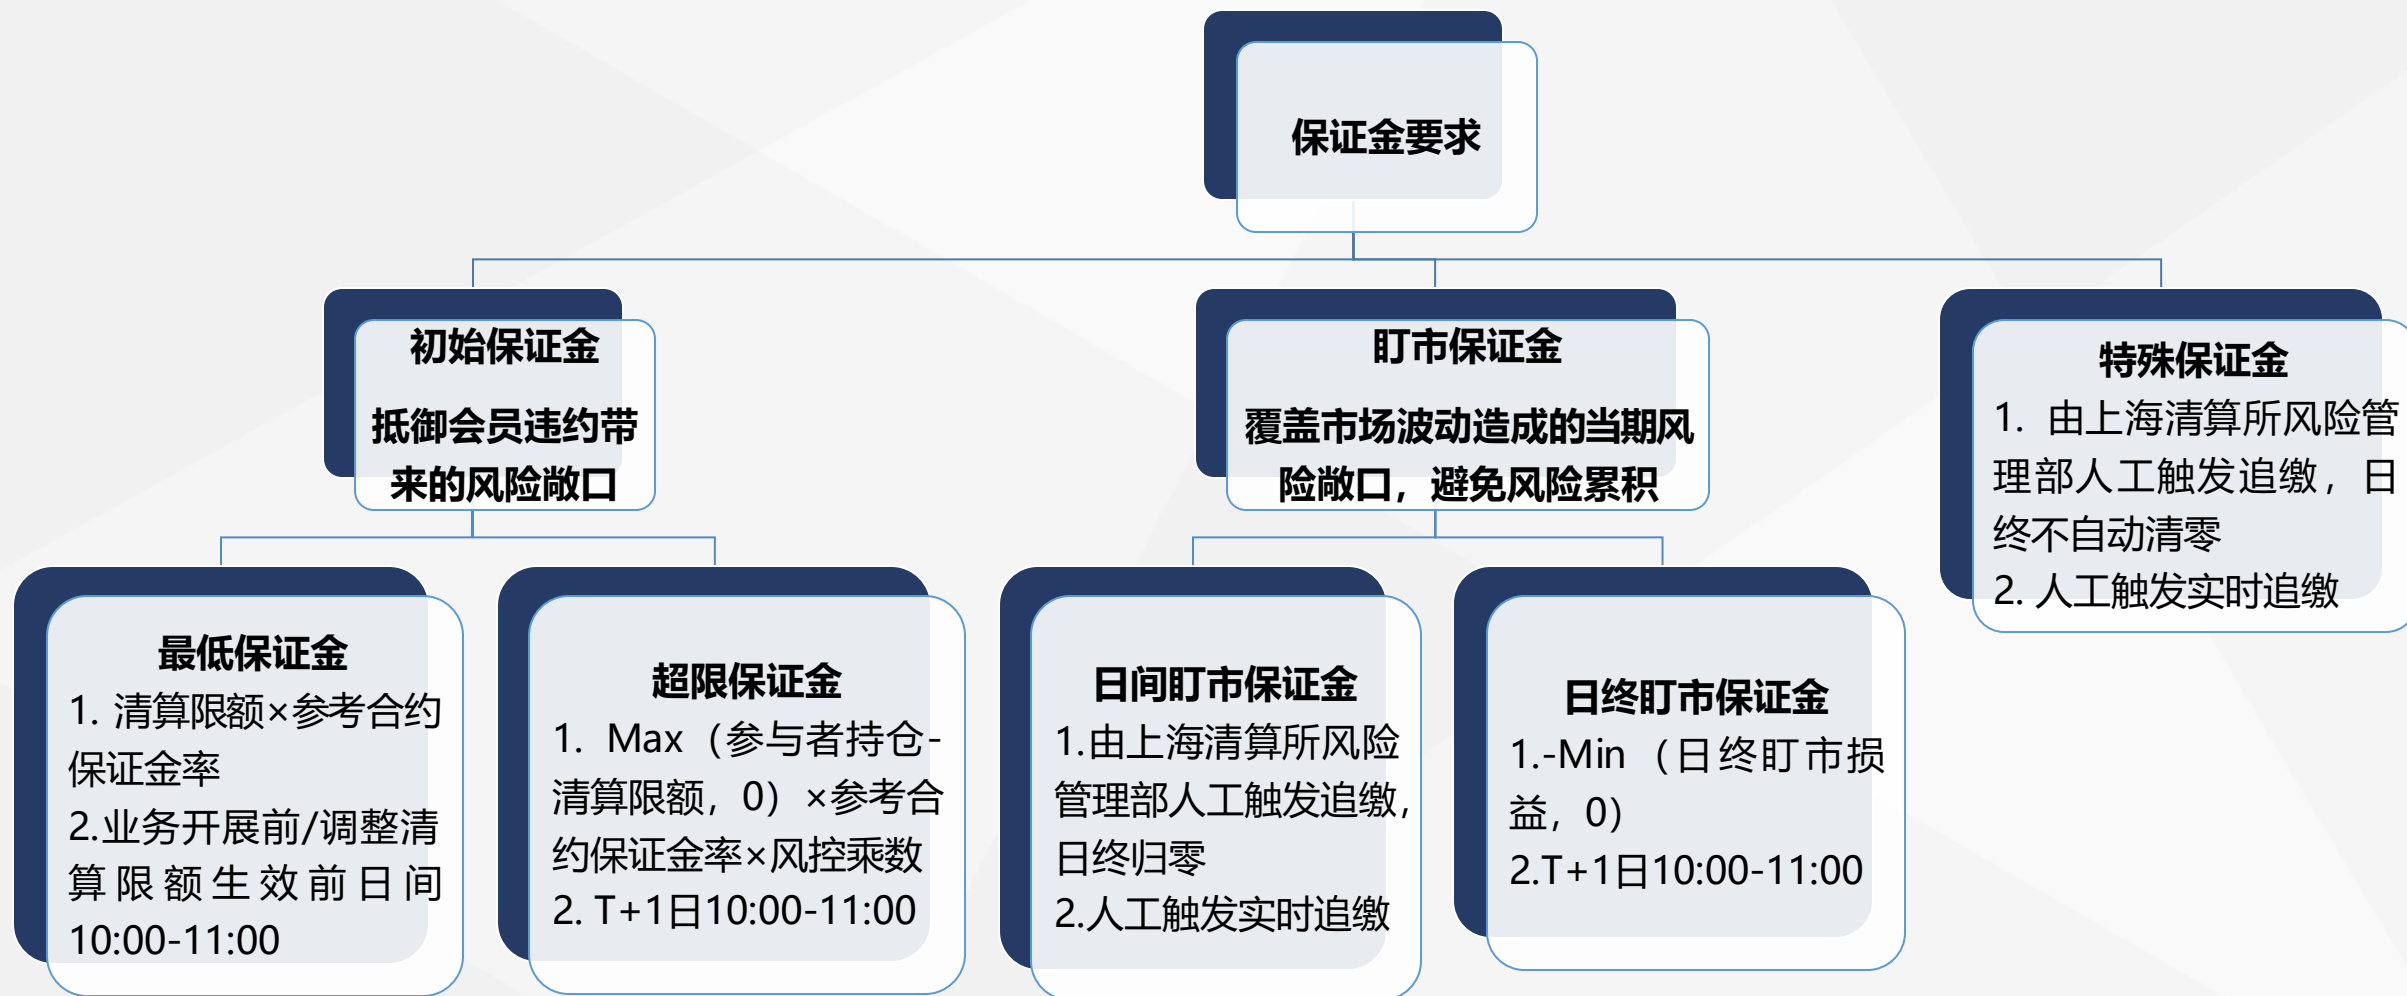 保证金要求
初始保证金
抵御会员违约带
来的风险敞口
盯市保证金
覆盖市场波动造成的当期风
险敞口，避免风险累积
特殊保证金
1. 由上海清算所风险管
理部人工触发追缴，日
终不自动清零
2. 人工触发实时追缴
最低保证金
1. 清算限额×参考合约
保证金率
2.业务开展前/调整清
算限额生效前日间
10:00-11:00
超限保证金
1. Max（参与者持仓-
清算限额，0）×参考合
约保证金率×风控乘数
2. T+1日10:00-11:00
日间盯市保证金
1.由上海清算所风险
管理部人工触发追缴，
日终归零
2.人工触发实时追缴
日终盯市保证金
1.-Min（日终盯市损
益，0）
2.T+1日10:00-11:00